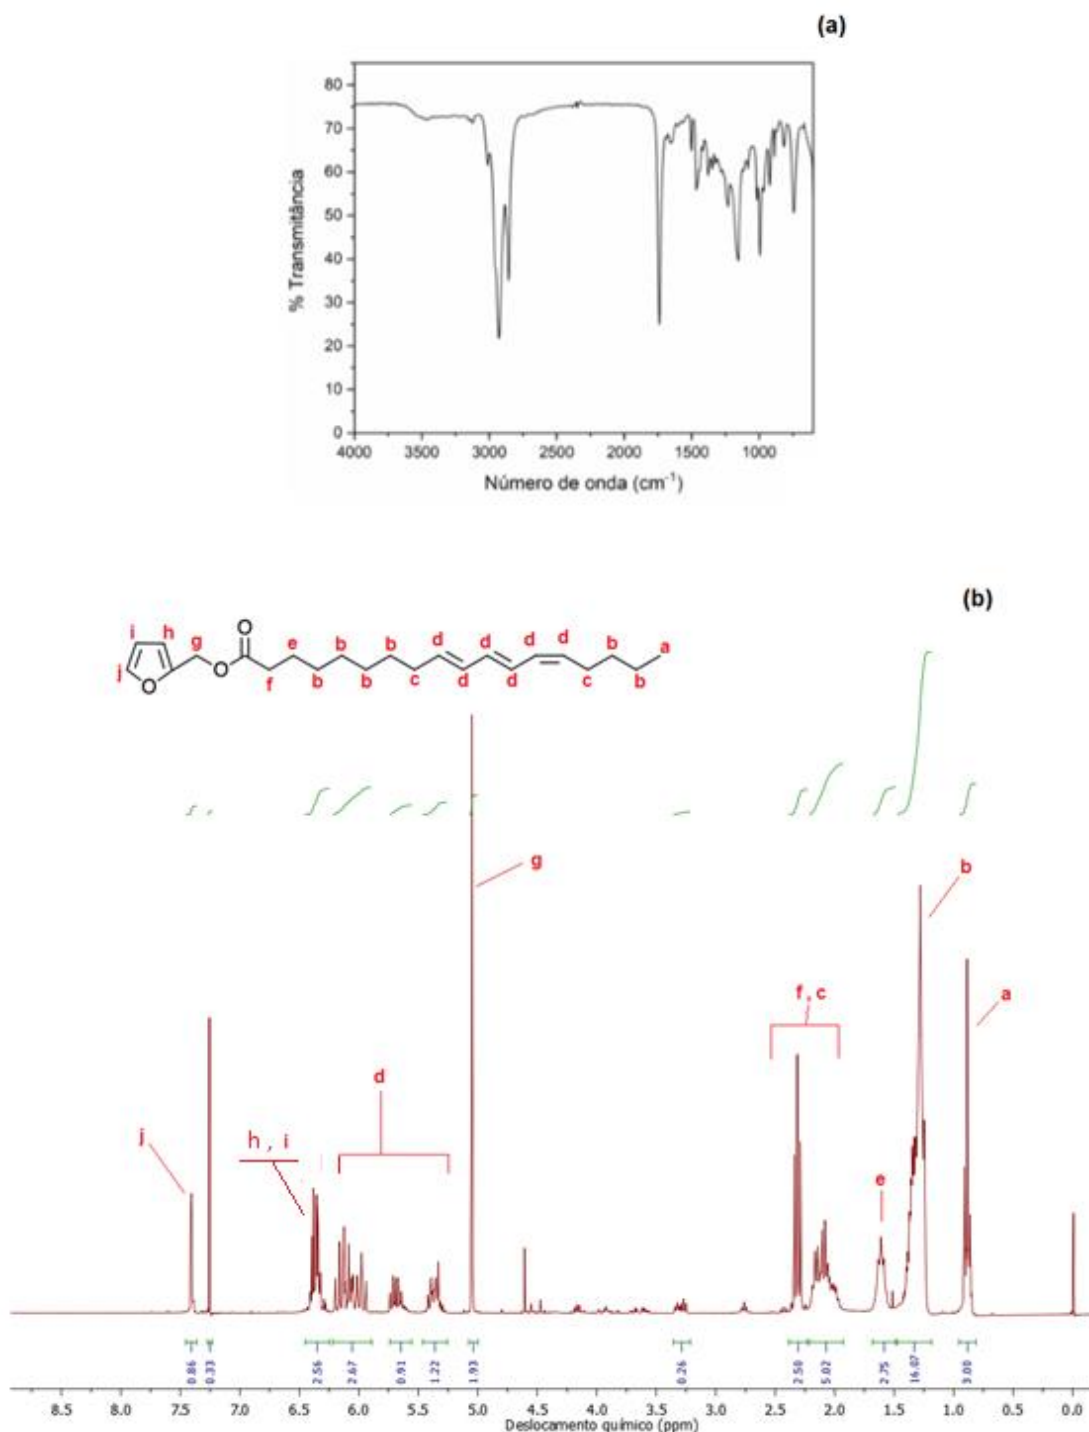 (a)
80
70
60
50
40
30
20
10
0
% Transmitância
4000 3500 3000 2500 2000 1500 1000
Número de onda (cm⁻¹)
(b)
i h g O e b b d d d d b a
j O O f b b c d d c b
g
b
f , c
a
d
j
h , i
e
0.86 0.33 2.56 2.67 0.91 1.22 1.93 0.26 2.50 5.02 2.75 16.07 3.00
8.5 8.0 7.5 7.0 6.5 6.0 5.5 5.0 4.5 4.0 3.5 3.0 2.5 2.0 1.5 1.0 0.5 0.0
Deslocamento químico (ppm)